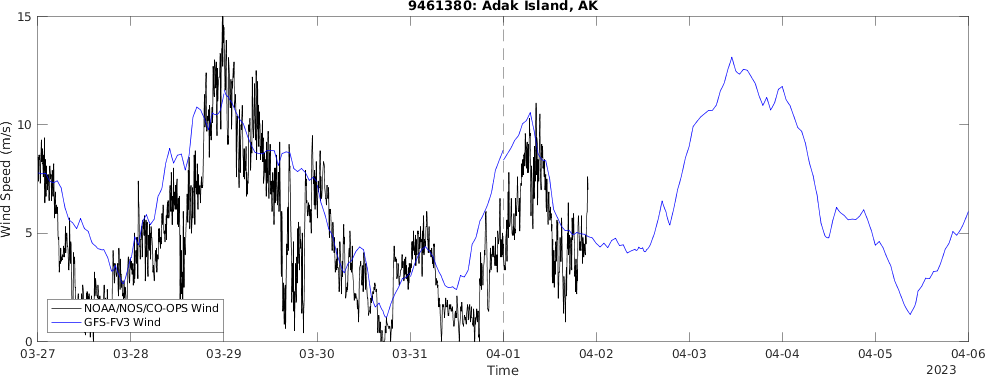 9461380: Adak Island, AK
15
10
5
0
Wind Speed (m/s)
NOAA/NOS/CO-OPS Wind
GFS-FV3 Wind
03-27 03-28 03-29 03-30 03-31 04-01 04-02 04-03 04-04 04-05 04-06
Time
2023